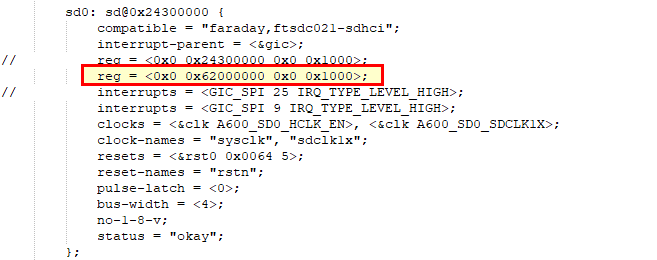 sd0: sd@0x24300000 {
compatible = "faraday,ftsdc021-sdhci";
interrupt-parent = <&gic>;
// reg = <0x0 0x24300000 0x0 0x1000>;
reg = <0x0 0x62000000 0x0 0x1000>;
// interrupts = <GIC_SPI 25 IRQ_TYPE_LEVEL_HIGH>;
interrupts = <GIC_SPI 9 IRQ_TYPE_LEVEL_HIGH>;
clocks = <&clk A600_SD0_HCLK_EN>, <&clk A600_SD0_SDCLK1X>;
clock-names = "sysclk", "sdclk1x";
resets = <&rst0 0x0064 5>;
reset-names = "rstn";
pulse-latch = <0>;
bus-width = <4>;
no-1-8-v;
status = "okay";
};